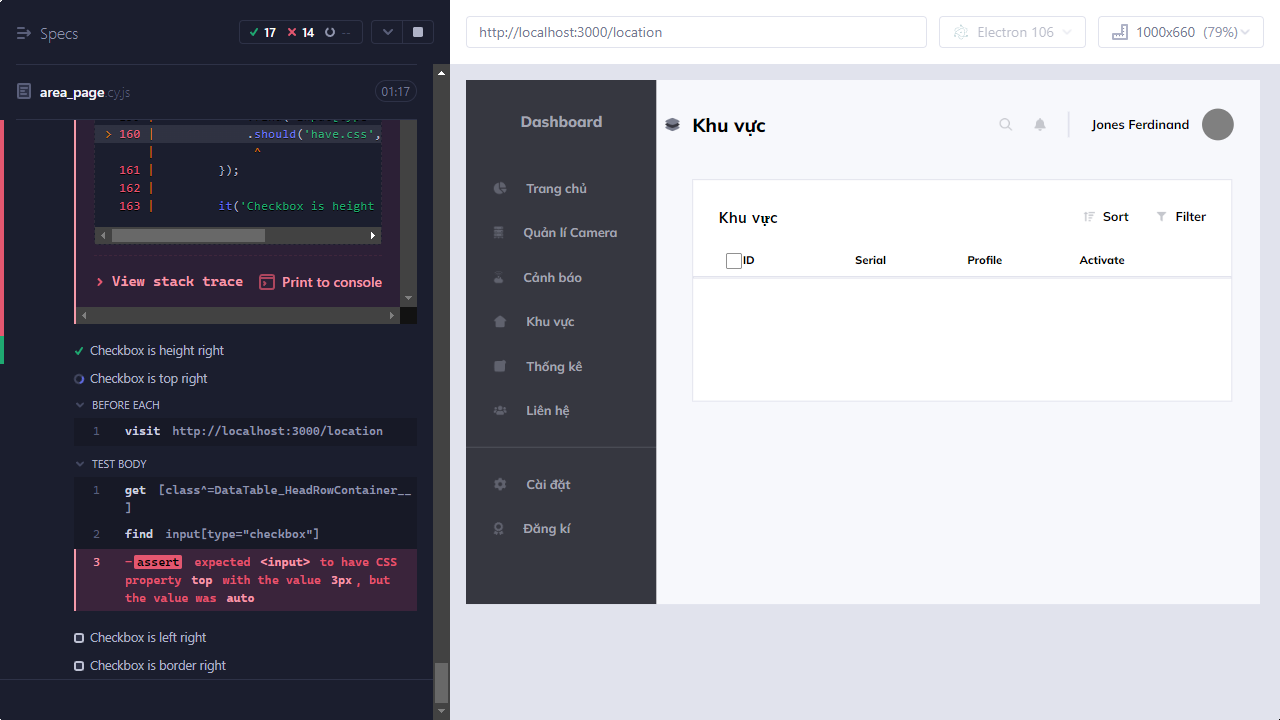 Specs
17
14
--
area_page.cy.js
01:17
> 160 | .should('have.css',
| ^
161 | });
162 |
163 | it('Checkbox is height
View stack trace
Print to console
Checkbox is height right
Checkbox is top right
BEFORE EACH
1 visit http://localhost:3000/location
TEST BODY
1 get [class^=DataTable_HeadRowContainer__
]
2 find input[type="checkbox"]
3 –assert expected <input> to have CSS
property top with the value 3px, but
the value was auto
Checkbox is left right
Checkbox is border right
http://localhost:3000/location
Electron 106
1000x660 (79%)
Dashboard
Trang chủ
Quản lí Camera
Cảnh báo
Khu vực
Thống kê
Liên hệ
Cài đặt
Đăng kí
Khu vực
Jones Ferdinand
Khu vực
Sort
Filter
ID
Serial
Profile
Activate